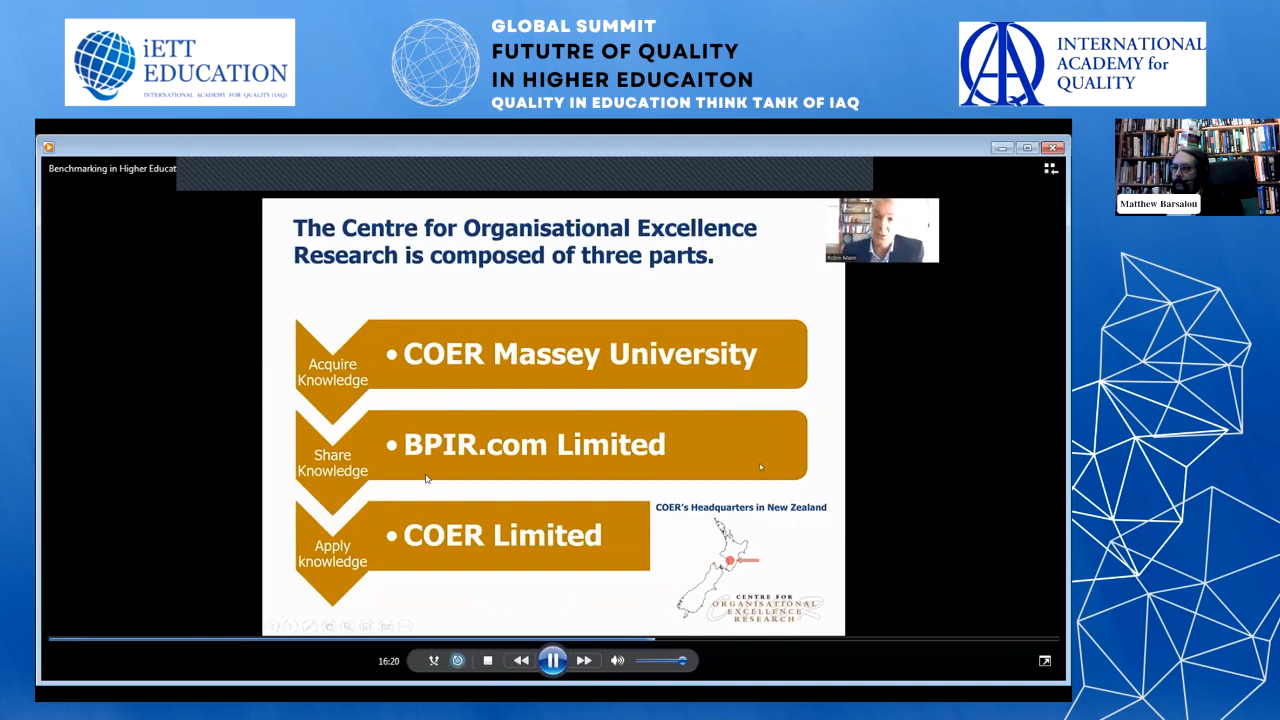 iETT
EDUCATION
INTERNATIONAL ACADEMY FOR QUALITY (IAQ)
GLOBAL SUMMIT
FUTUTRE OF QUALITY
IN HIGHER EDUCAITON
QUALITY IN EDUCATION THINK TANK OF IAQ
INTERNATIONAL
ACADEMY for
QUALITY
Benchmarking in Higher Educat
Matthew Barsalou
The Centre for Organisational Excellence
Research is composed of three parts.
Robin Mann
Acquire
Knowledge
• COER Massey University
Share
Knowledge
• BPIR.com Limited
Apply
knowledge
• COER Limited
COER's Headquarters in New Zealand
CENTRE FOR
ORGANISATIONAL
EXCELLENCE
RESEARCH
16:20